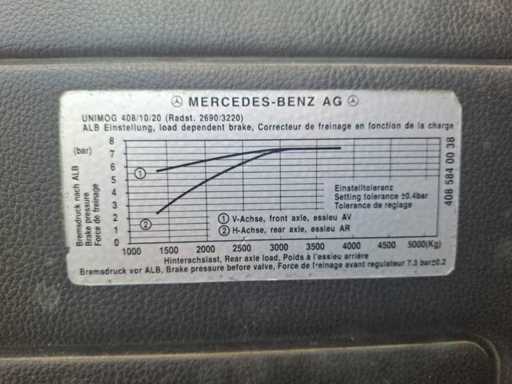 MERCEDES-BENZ AG
UNIMOG 408/10/20 (Radst. 2690/3220)
ALB Einstellung, load dependent brake, Correcteur de freinage en fonction de la charge
(bar)
8
7
6
5
4
3
2
1
0
Bremsdruck nach ALB
Brake pressure
Force de freinage
1
2
Einstelltoleranz
Setting tolerance ±0.4bar
Tolerance de reglage
1 V-Achse, front axle, essieu AV
2 H-Achse, rear axle, essieu AR
1000 1500 2000 2500 3000 3500 4000 4500 5000(Kg)
Hinterachslast, Rear axle load, Poids à l'essieu arrière
Bremsdruck vor ALB, Brake pressure before valve, Force de freinage avant regulateur 7.3 bar±0.2
408 584 00 38